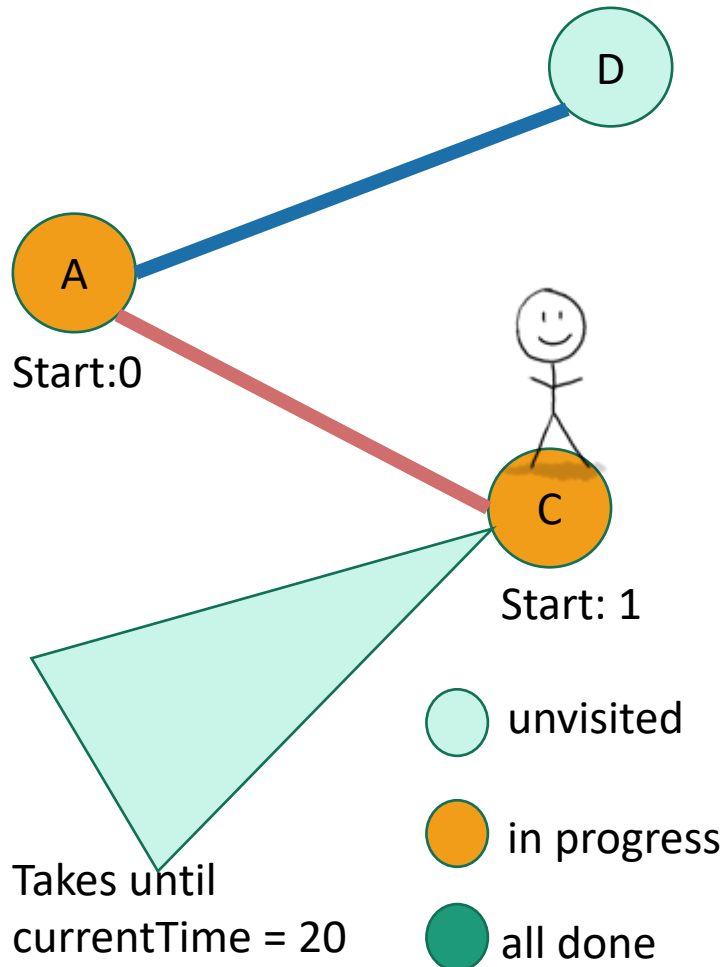 D
A
Start:0
C
Start: 1
unvisited
in progress
Takes until
currentTime = 20
all done